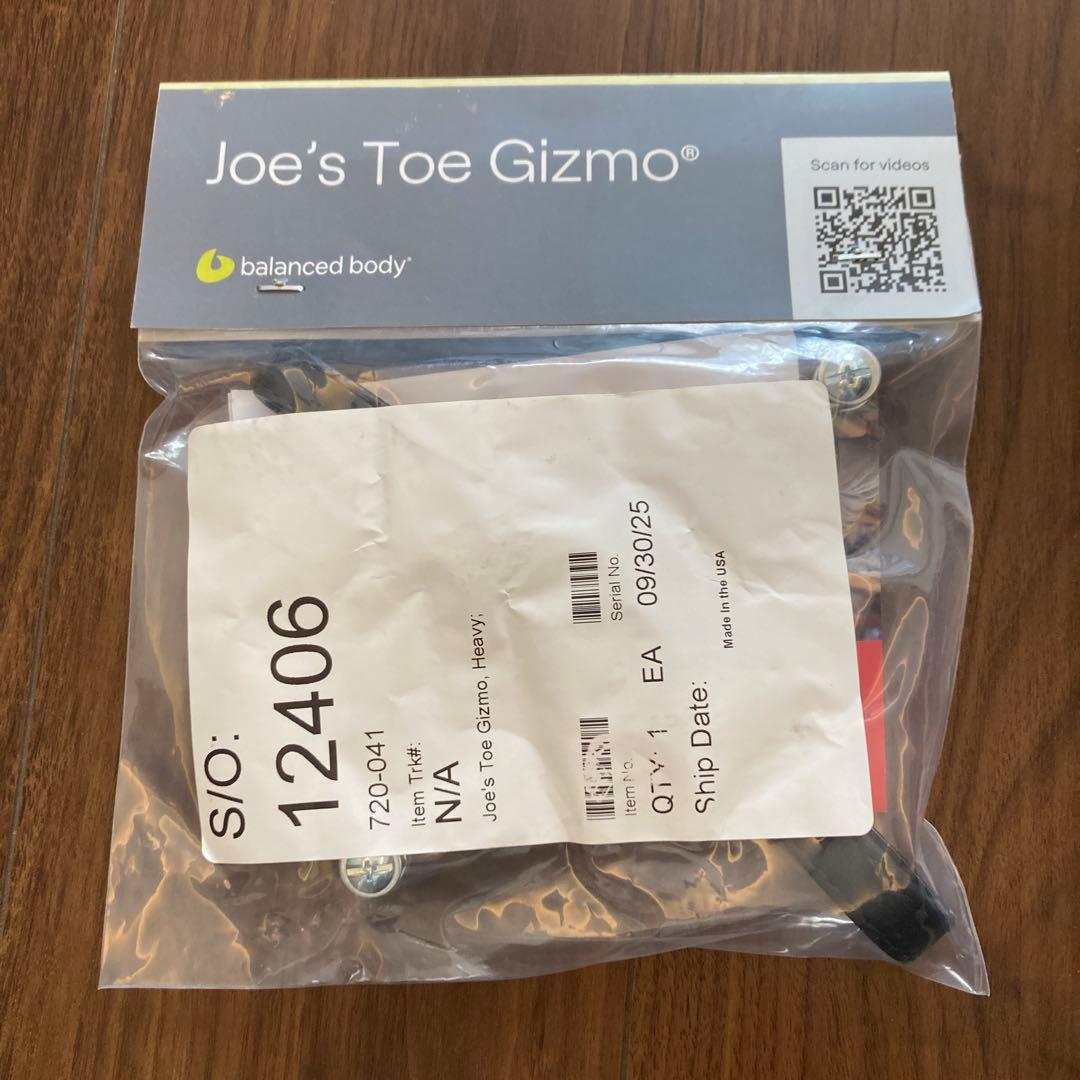 Joe's Toe Gizmo®
Scan for videos
balanced body®
S/O:
12406
720-041
Item Trk#:
N/A
Joe's Toe Gizmo, Heavy;
Item No.
Serial No.
QTY: 1 EA 09/30/25
Ship Date:
Made In the USA